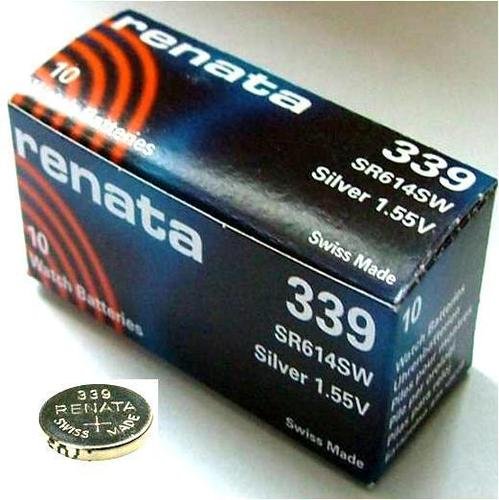 renata
10
Watch Batteries
339
SR614SW
Silver 1.55V
Swiss Made
renata
10
Watch Batteries
339
SR614SW
Silver 1.55V
Swiss Made
10
Watch Batteries
Uhrenbatterien
339
RENATA
+
SWISS MADE